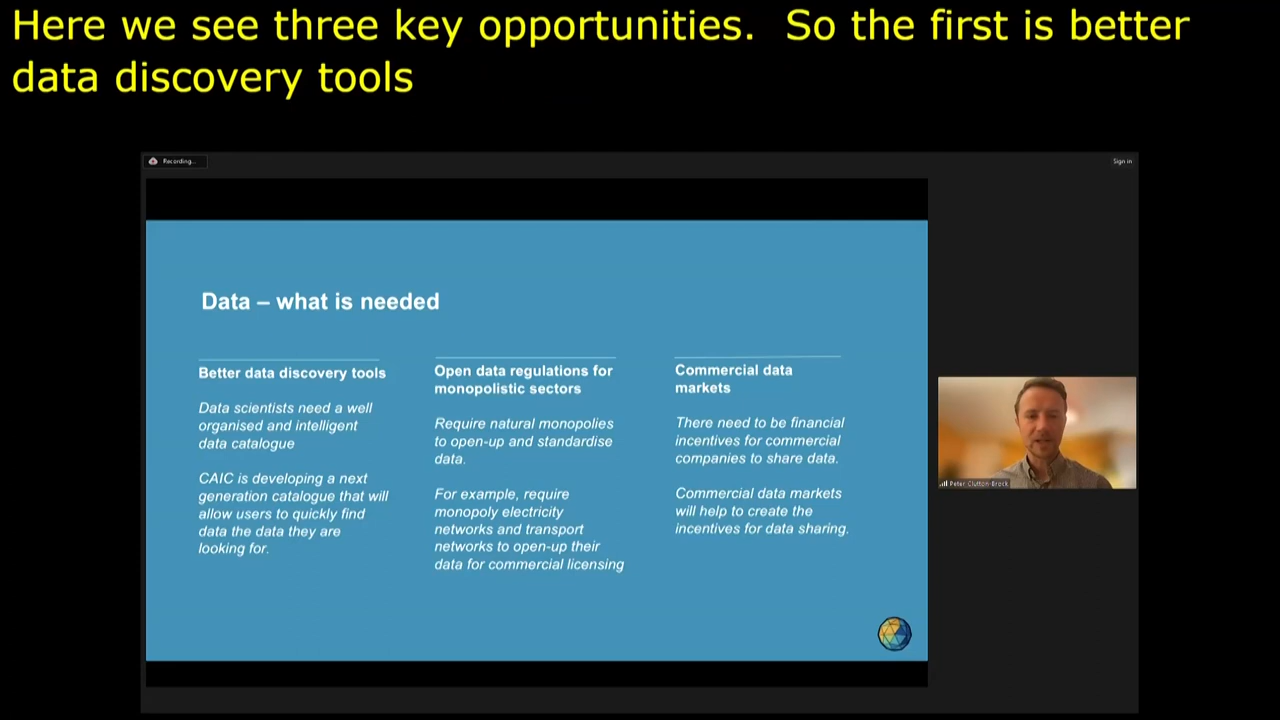 Here we see three key opportunities.  So the first is better
data discovery tools
Recording...
Sign in
Data – what is needed
Better data discovery tools
Data scientists need a well
organised and intelligent
data catalogue
CAIC is developing a next
generation catalogue that will
allow users to quickly find
data the data they are
looking for.
Open data regulations for
monopolistic sectors
Require natural monopolies
to open-up and standardise
data.
For example, require
monopoly electricity
networks and transport
networks to open-up their
data for commercial licensing
Commercial data
markets
There need to be financial
incentives for commercial
companies to share data.
Commercial data markets
will help to create the
incentives for data sharing.
Peter Clutton-Brock